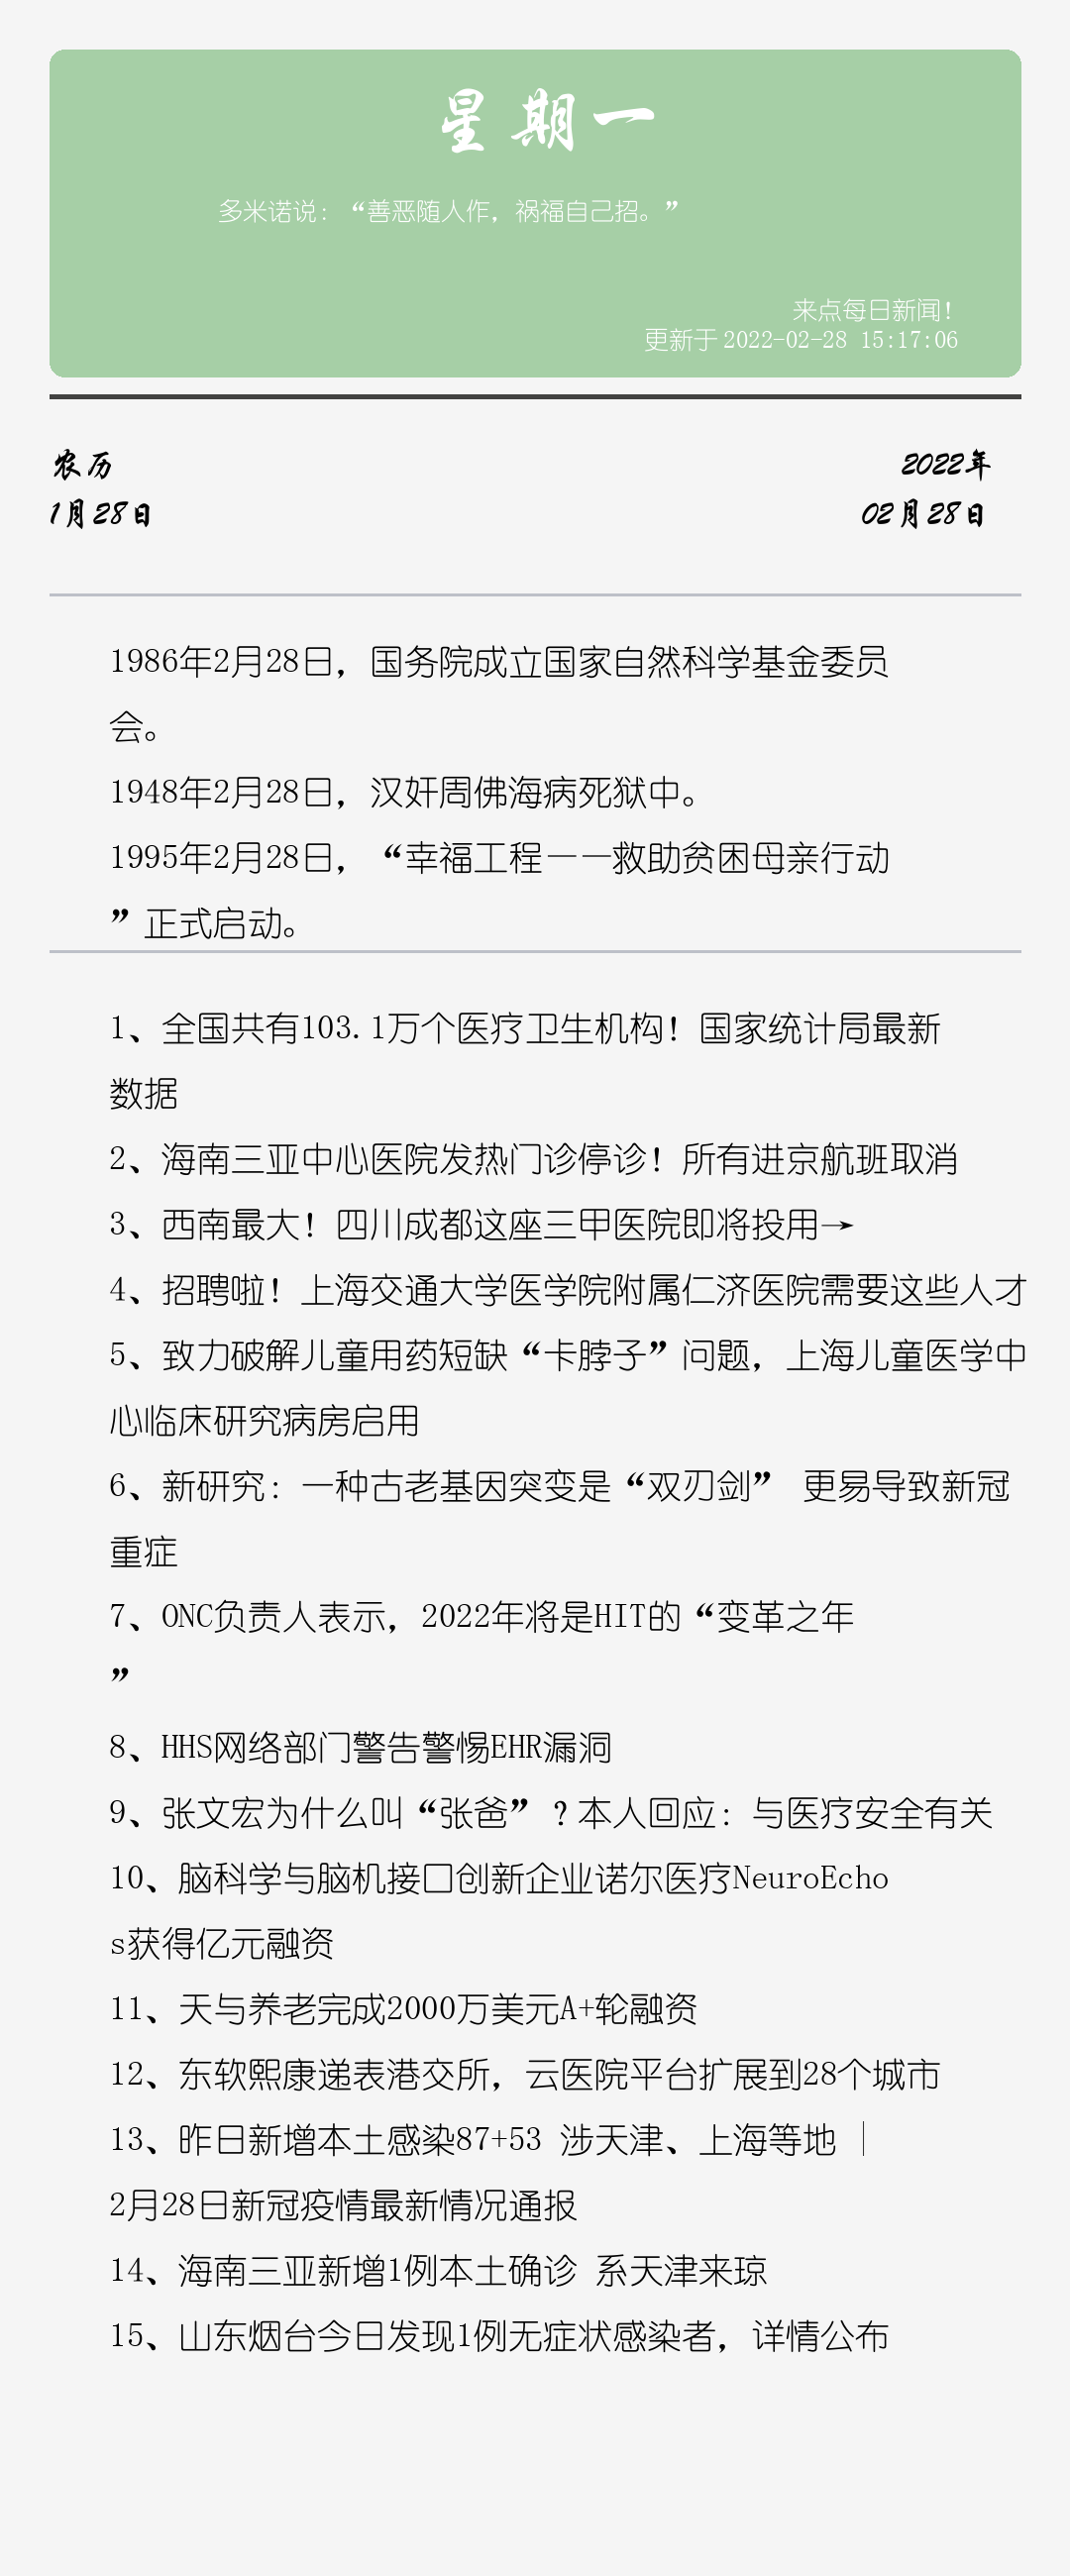 星期一
多米诺说：“善恶随人作，祸福自己招。”
来点每日新闻！
更新于 2022-02-28 15:17:06
农历
2022年
1月28日
02月28日
1986年2月28日，国务院成立国家自然科学基金委员
会。
1948年2月28日，汉奸周佛海病死狱中。
1995年2月28日，“幸福工程——救助贫困母亲行动
”正式启动。
1、全国共有103.1万个医疗卫生机构！国家统计局最新
数据
2、海南三亚中心医院发热门诊停诊！所有进京航班取消
3、西南最大！四川成都这座三甲医院即将投用→
4、招聘啦！上海交通大学医学院附属仁济医院需要这些人才
5、致力破解儿童用药短缺“卡脖子”问题，上海儿童医学中
心临床研究病房启用
6、新研究：一种古老基因突变是“双刃剑” 更易导致新冠
重症
7、ONC负责人表示，2022年将是HIT的“变革之年
”
8、HHS网络部门警告警惕EHR漏洞
9、张文宏为什么叫“张爸”？本人回应：与医疗安全有关
10、脑科学与脑机接口创新企业诺尔医疗NeuroEcho
s获得亿元融资
11、天与养老完成2000万美元A+轮融资
12、东软熙康递表港交所，云医院平台扩展到28个城市
13、昨日新增本土感染87+53 涉天津、上海等地 |
2月28日新冠疫情最新情况通报
14、海南三亚新增1例本土确诊 系天津来琼
15、山东烟台今日发现1例无症状感染者，详情公布